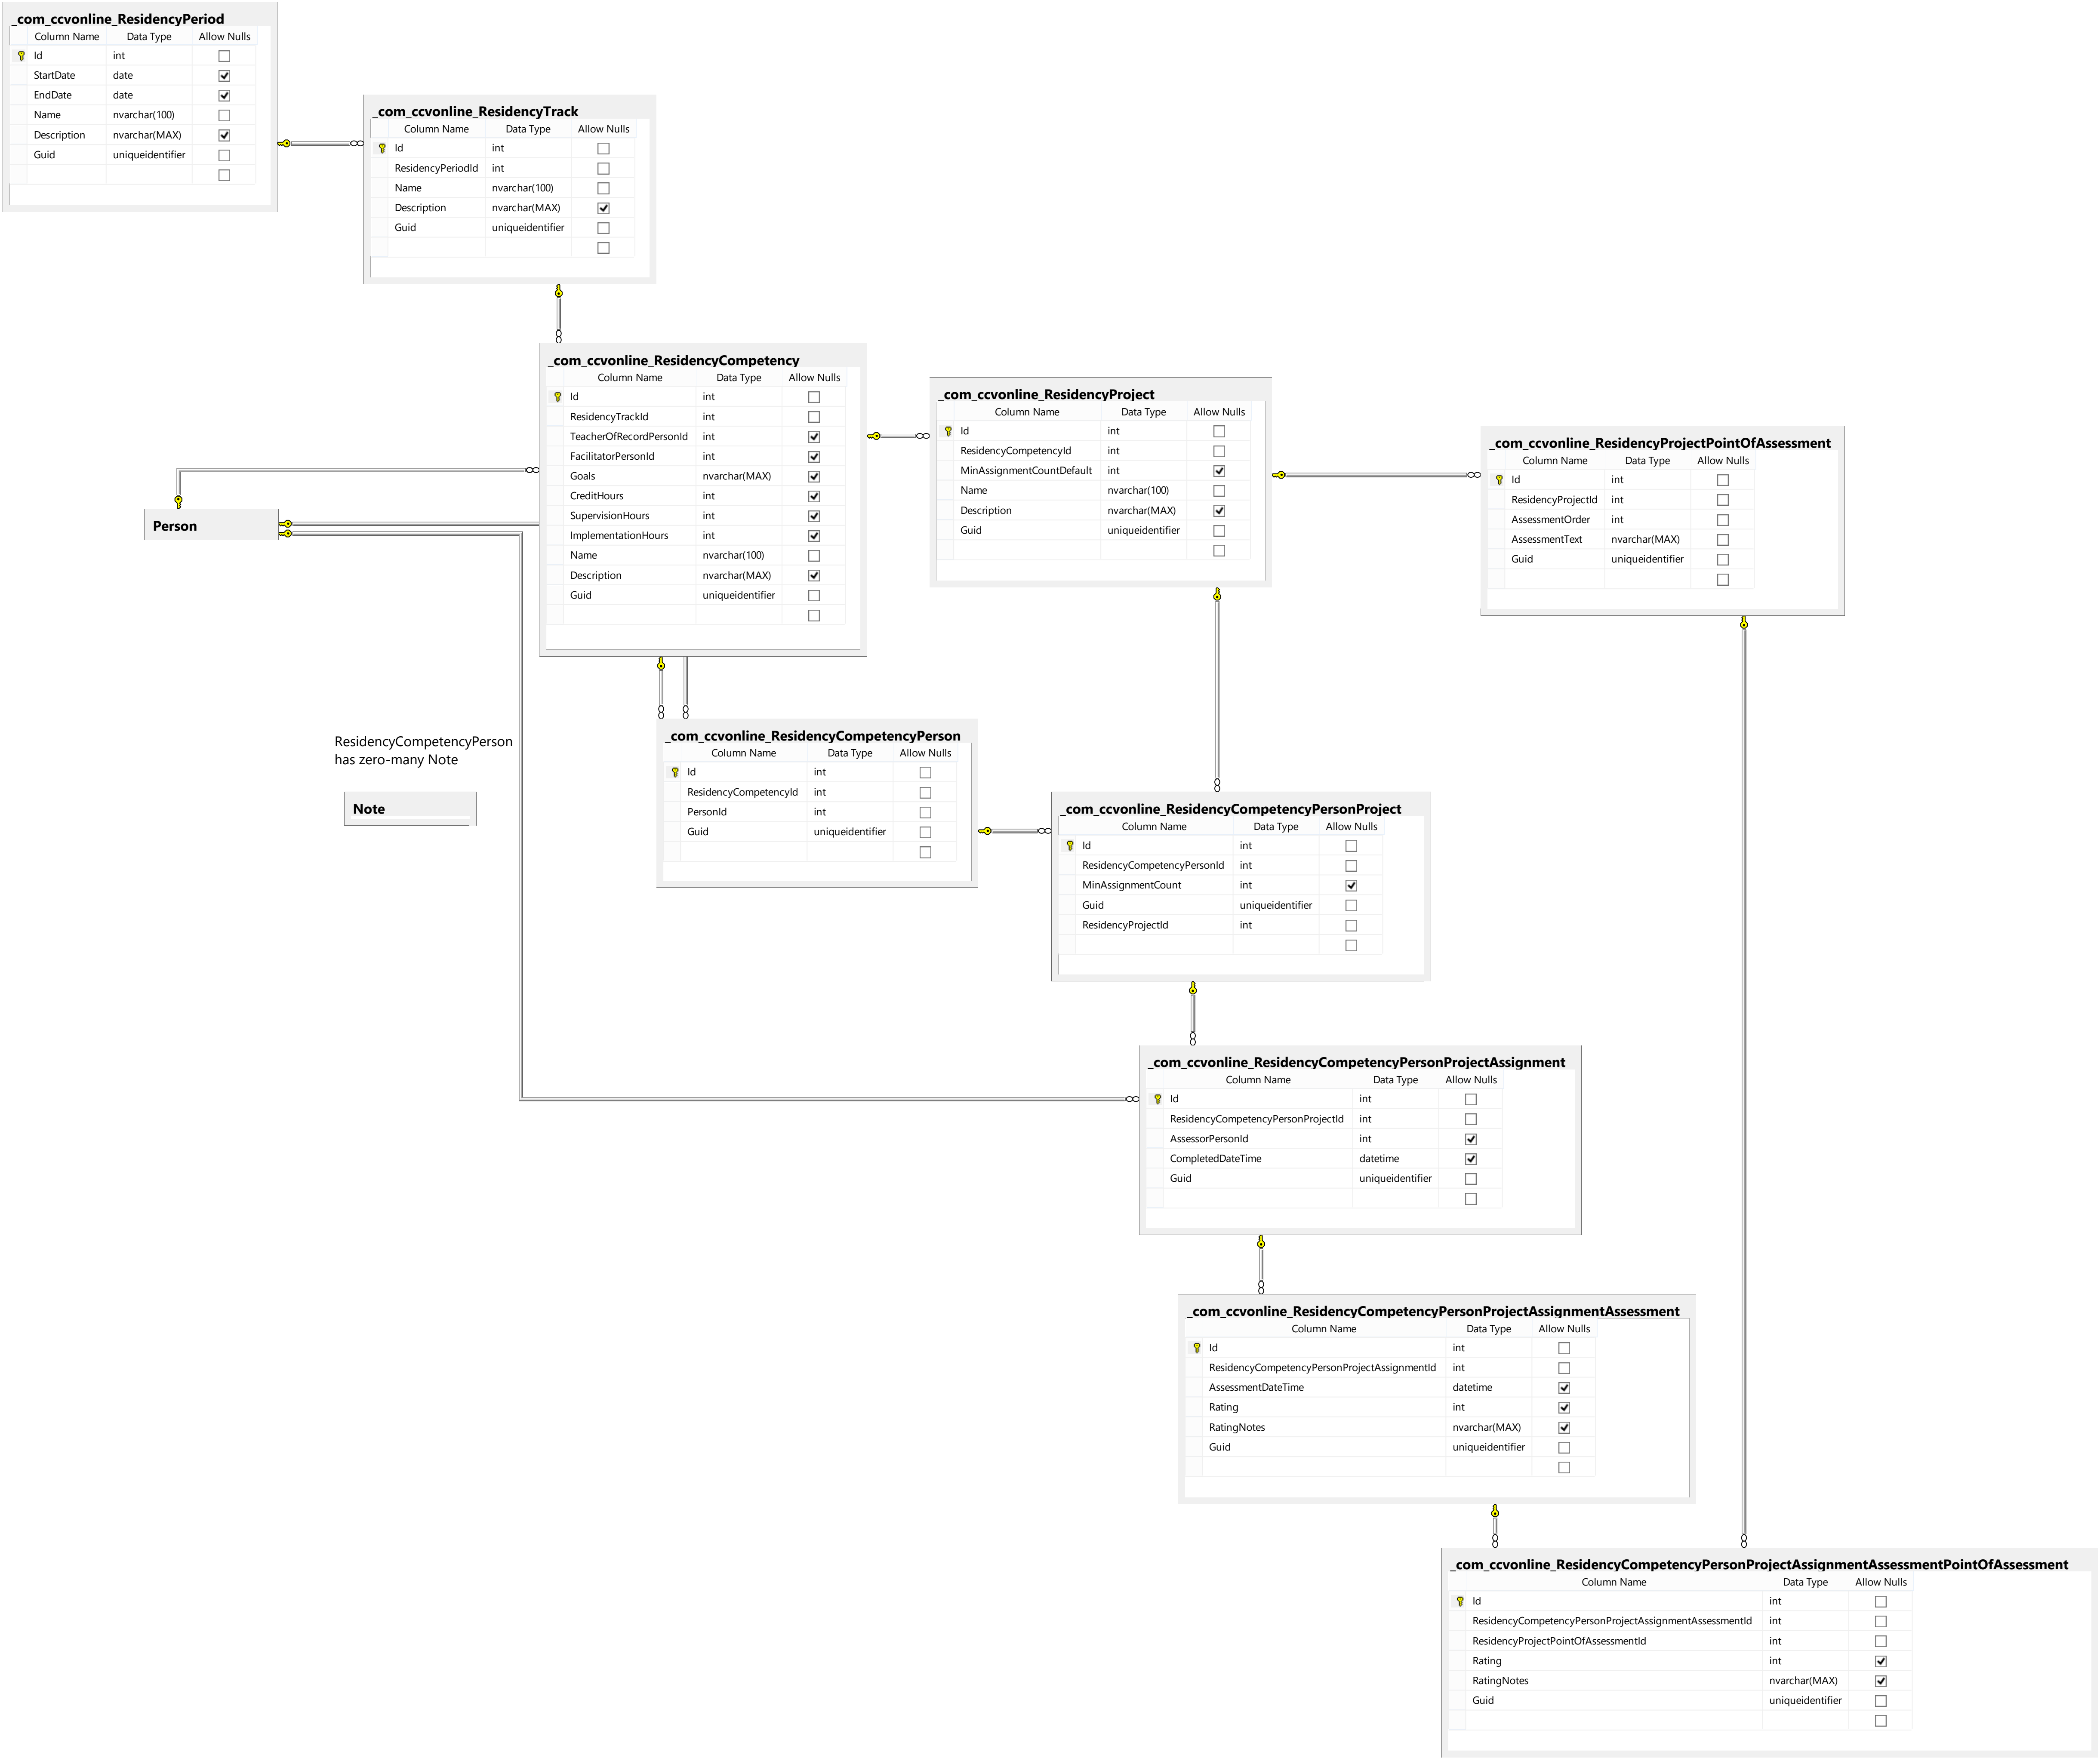 _com_ccvonline_ResidencyPeriod
Column Name Data Type Allow Nulls
Id int
StartDate date
EndDate date
Name nvarchar(100)
Description nvarchar(MAX)
Guid uniqueidentifier
_com_ccvonline_ResidencyTrack
Column Name Data Type Allow Nulls
Id int
ResidencyPeriodId int
Name nvarchar(100)
Description nvarchar(MAX)
Guid uniqueidentifier
_com_ccvonline_ResidencyCompetency
Column Name Data Type Allow Nulls
Id int
ResidencyTrackId int
TeacherOfRecordPersonId int
FacilitatorPersonId int
Goals nvarchar(MAX)
CreditHours int
SupervisionHours int
ImplementationHours int
Name nvarchar(100)
Description nvarchar(MAX)
Guid uniqueidentifier
_com_ccvonline_ResidencyProject
Column Name Data Type Allow Nulls
Id int
ResidencyCompetencyId int
MinAssignmentCountDefault int
Name nvarchar(100)
Description nvarchar(MAX)
Guid uniqueidentifier
_com_ccvonline_ResidencyProjectPointOfAssessment
Column Name Data Type Allow Nulls
Id int
ResidencyProjectId int
AssessmentOrder int
AssessmentText nvarchar(MAX)
Guid uniqueidentifier
Person
ResidencyCompetencyPerson
has zero-many Note
Note
_com_ccvonline_ResidencyCompetencyPerson
Column Name Data Type Allow Nulls
Id int
ResidencyCompetencyId int
PersonId int
Guid uniqueidentifier
_com_ccvonline_ResidencyCompetencyPersonProject
Column Name Data Type Allow Nulls
Id int
ResidencyCompetencyPersonId int
MinAssignmentCount int
Guid uniqueidentifier
ResidencyProjectId int
_com_ccvonline_ResidencyCompetencyPersonProjectAssignment
Column Name Data Type Allow Nulls
Id int
ResidencyCompetencyPersonProjectId int
AssessorPersonId int
CompletedDateTime datetime
Guid uniqueidentifier
_com_ccvonline_ResidencyCompetencyPersonProjectAssignmentAssessment
Column Name Data Type Allow Nulls
Id int
ResidencyCompetencyPersonProjectAssignmentId int
AssessmentDateTime datetime
Rating int
RatingNotes nvarchar(MAX)
Guid uniqueidentifier
_com_ccvonline_ResidencyCompetencyPersonProjectAssignmentAssessmentPointOfAssessment
Column Name Data Type Allow Nulls
Id int
ResidencyCompetencyPersonProjectAssignmentAssessmentId int
ResidencyProjectPointOfAssessmentId int
Rating int
RatingNotes nvarchar(MAX)
Guid uniqueidentifier